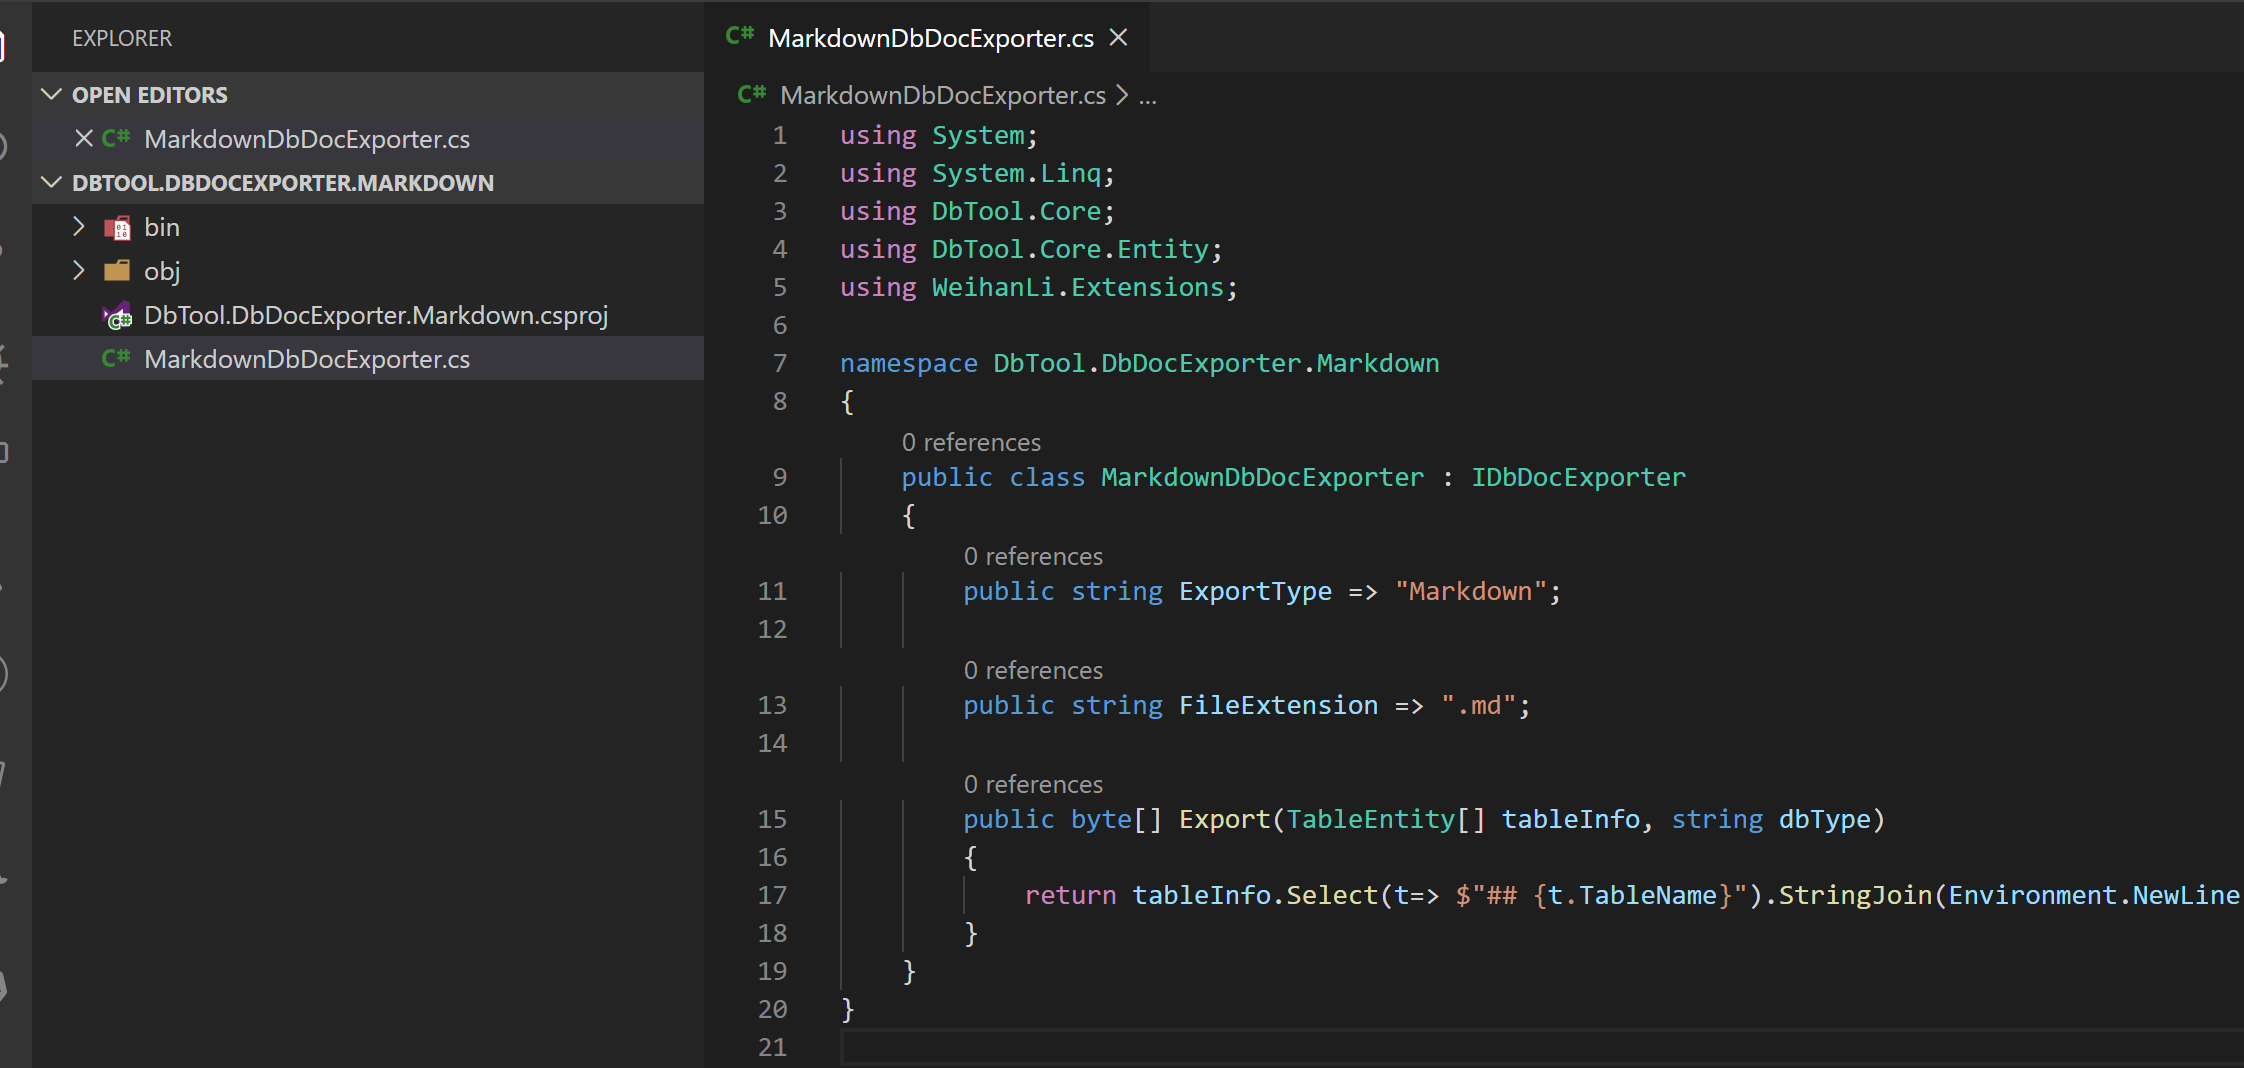 EXPLORER
OPEN EDITORS
C# MarkdownDbDocExporter.cs
DBTOOL.DBDOCEXPORTER.MARKDOWN
bin
obj
DbTool.DbDocExporter.Markdown.csproj
C# MarkdownDbDocExporter.cs
C# MarkdownDbDocExporter.cs
C# MarkdownDbDocExporter.cs > ...
1 using System;
2 using System.Linq;
3 using DbTool.Core;
4 using DbTool.Core.Entity;
5 using WeihanLi.Extensions;
6
7 namespace DbTool.DbDocExporter.Markdown
8 {
0 references
9 public class MarkdownDbDocExporter : IDbDocExporter
10 {
0 references
11 public string ExportType => "Markdown";
12
0 references
13 public string FileExtension => ".md";
14
0 references
15 public byte[] Export(TableEntity[] tableInfo, string dbType)
16 {
17 return tableInfo.Select(t=> $"## {t.TableName}").StringJoin(Environment.NewLine
18 }
19 }
20 }
21